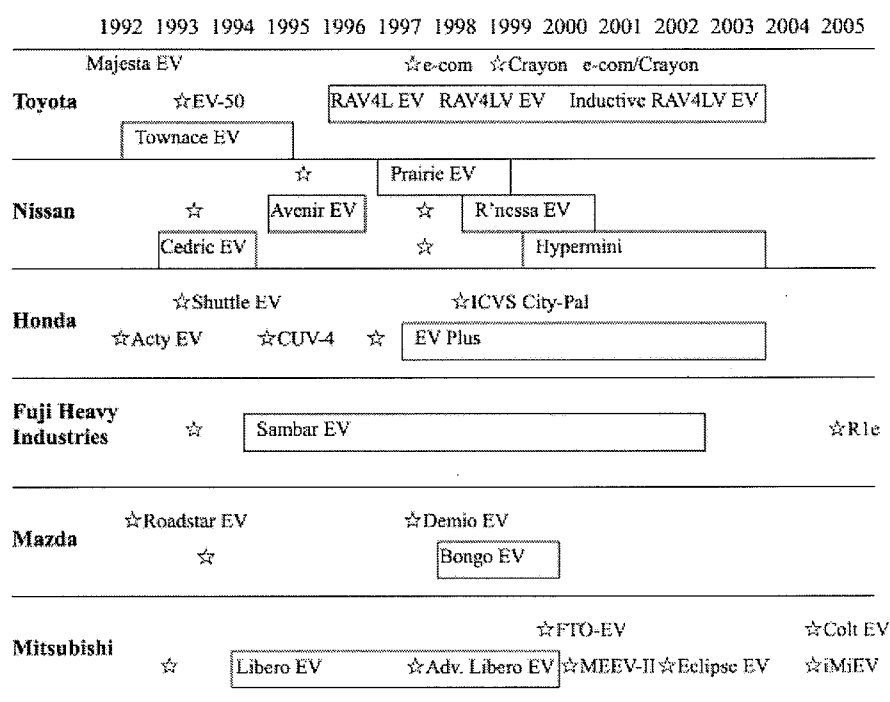 1992 1993 1994 1995 1996 1997 1998 1999 2000 2001 2002 2003 2004 2005
Majesta EV ☆e-com ☆Crayon e-com/Crayon
Toyota ☆EV-50 RAV4L EV RAV4LV EV Inductive RAV4LV EV
Townace EV
☆ Prairie EV
Nissan ☆ Avenir EV ☆ R'nessa EV
Cedric EV ☆ Hypermini
☆Shuttle EV ☆ICVS City-Pal
Honda
☆Acty EV ☆CUV-4 ☆ EV Plus
Fuji Heavy
Industries ☆ Sambar EV ☆R1e
☆Roadstar EV ☆Demio EV
Mazda
☆ Bongo EV
☆FTO-EV ☆Colt EV
Mitsubishi
☆ Libero EV ☆Adv. Libero EV ☆MEEV-II ☆Eclipse EV ☆iMiEV